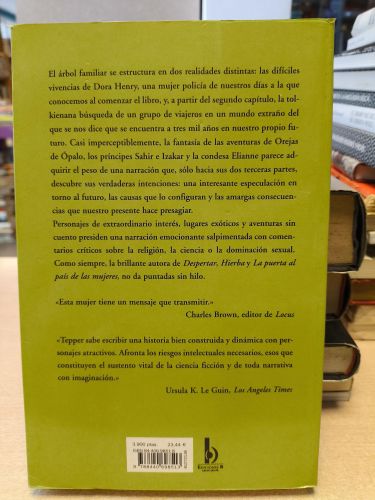 El árbol familiar se estructura en dos realidades distintas: las difíciles
vivencias de Dora Henry, una mujer policía de nuestros días a la que
conocemos al comenzar el libro, y, a partir del segundo capítulo, la tol-
kieniana búsqueda de un grupo de viajeros en un mundo extraño del
que se nos dice que se encuentra a tres mil años en nuestro propio futu-
ro. Casi imperceptiblemente, la fantasía de las aventuras de Orejas de
Ópalo, los príncipes Sahir e Izakar y la condesa Elianne parece adqui-
rir el peso de una narración que, sólo hacia sus dos terceras partes,
descubre sus verdaderas intenciones: una interesante especulación en
torno al futuro, las causas que lo configuran y las amargas consecuen-
cias que nuestro presente hace presagiar.
Personajes de extraordinario interés, lugares exóticos y aventuras sin
cuento presiden una narración emocionante salpimentada con comen-
tarios críticos sobre la religión, la ciencia o la dominación sexual.
Como siempre, la brillante autora de Despertar, Hierba y La puerta al
país de las mujeres, no da puntadas sin hilo.
«Esta mujer tiene un mensaje que transmitir.»
Charles Brown, editor de Locus
«Tepper sabe escribir una historia bien construida y dinámica con per-
sonajes atractivos. Afronta los riesgos intelectuales necesarios, esos que
constituyen el sustento vital de la ciencia ficción y de toda narrativa
con imaginación.»
Ursula K. Le Guin, Los Angeles Times
3.900 ptas. 23,44 €
b
EDICIONES B